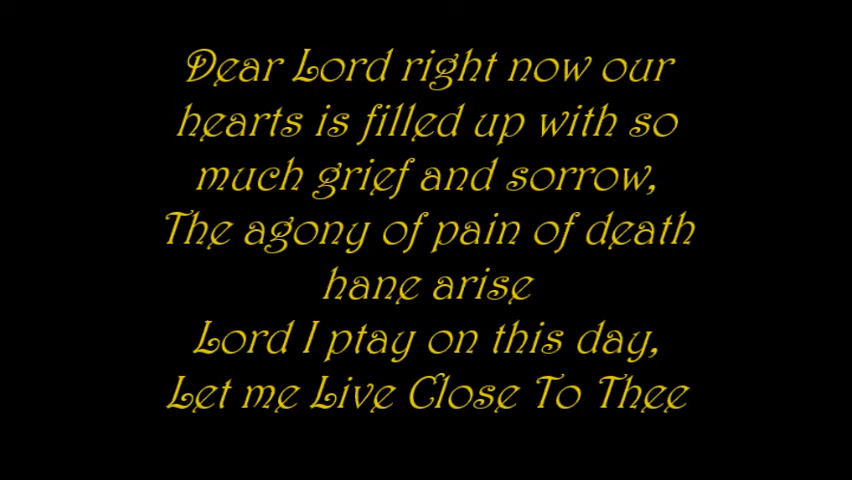 Dear Lord right now our
hearts is filled up with so
much grief and sorrow,
The agony of pain of death
hane arise
Lord I ptay on this day,
Let me Live Close To Thee